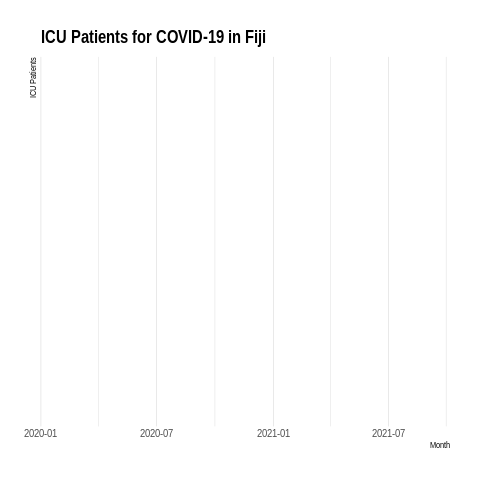 ICU Patients for COVID-19 in Fiji
ICU Patients
2020-01
2020-07
2021-01
2021-07
Month